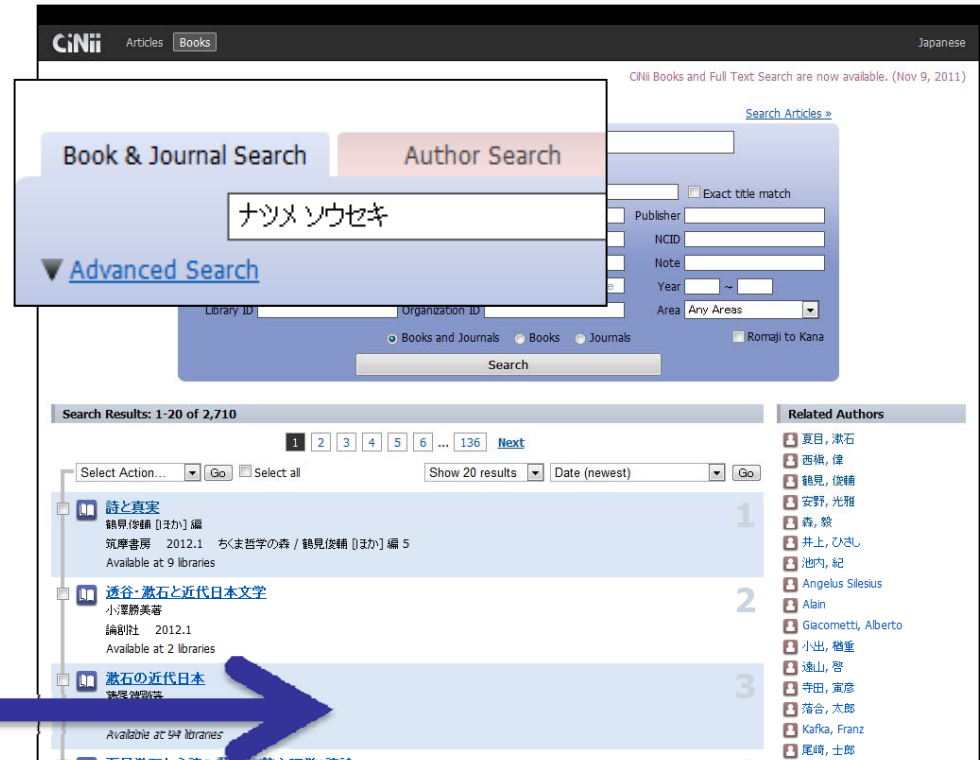 CiNii Articles Books Japanese
CiNii Books and Full Text Search are now available. (Nov 9, 2011)
Search Articles »
Book & Journal Search Author Search
ナツメ ソウセキ
Advanced Search
Exact title match
Publisher
NCID
Note
Year ~
Library ID Organization ID Area Any Areas
Books and Journals Books Journals Romaji to Kana
Search
Search Results: 1-20 of 2,710
1 2 3 4 5 6 ... 136 Next
Select Action... Go Select all Show 20 results Date (newest) Go
詩と真実 1
鶴見俊輔 [ほか] 編
筑摩書房 2012.1 ちくま哲学の森 / 鶴見俊輔 [ほか] 編 5
Available at 9 libraries
透谷・漱石と近代日本文学 2
小澤勝美著
論創社 2012.1
Available at 2 libraries
漱石の近代日本 3
Available at 94 libraries
Related Authors
夏目, 漱石
西槇, 偉
鶴見, 俊輔
安野, 光雅
森, 毅
井上, ひさし
池内, 紀
Angelus Silesius
Alain
Giacometti, Alberto
小出, 楢重
遠山, 啓
寺田, 寅彦
落合, 太郎
Kafka, Franz
尾崎, 士郎